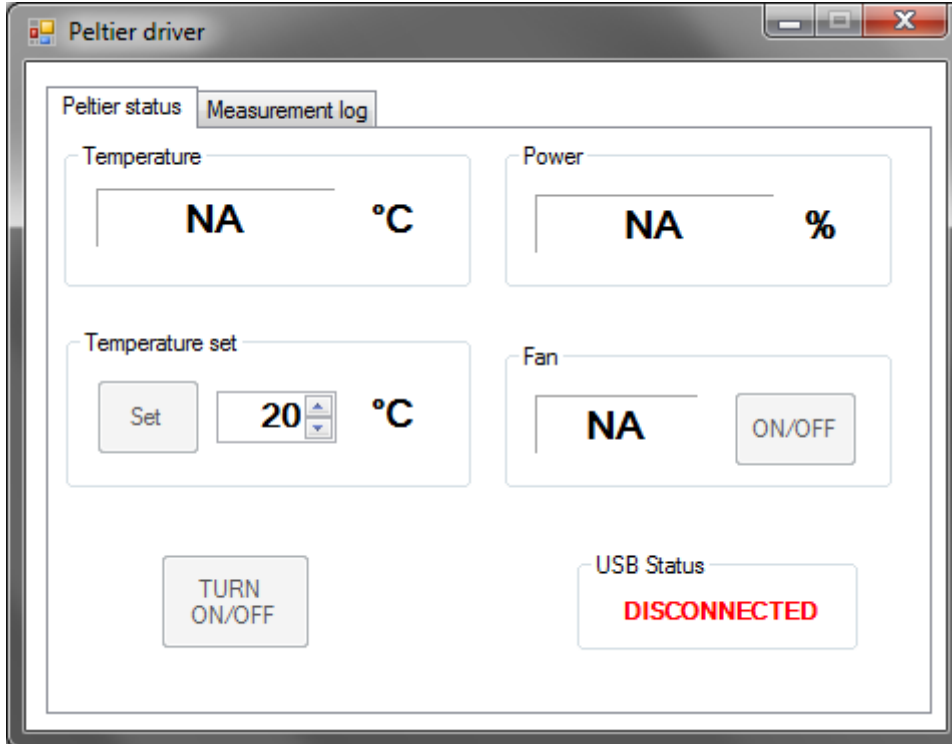 Peltier driver
Peltier status
Measurement log
Temperature
NA °C
Power
NA %
Temperature set
Set 20 °C
Fan
NA ON/OFF
TURN
ON/OFF
USB Status
DISCONNECTED